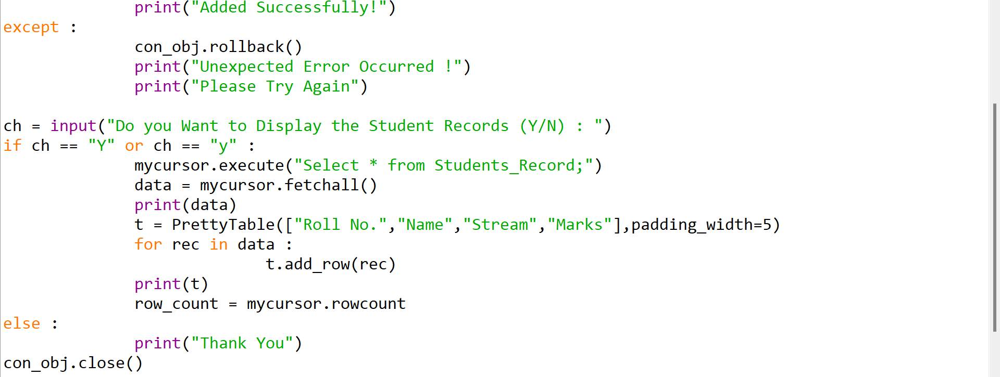 print("Added Successfully!")
except :
con_obj.rollback()
print("Unexpected Error Occurred !")
print("Please Try Again")
ch = input("Do you Want to Display the Student Records (Y/N) : ")
if ch == "Y" or ch == "y" :
mycursor.execute("Select * from Students_Record;")
data = mycursor.fetchall()
print(data)
t = PrettyTable(["Roll No.","Name","Stream","Marks"],padding_width=5)
for rec in data :
t.add_row(rec)
print(t)
row_count = mycursor.rowcount
else :
print("Thank You")
con_obj.close()